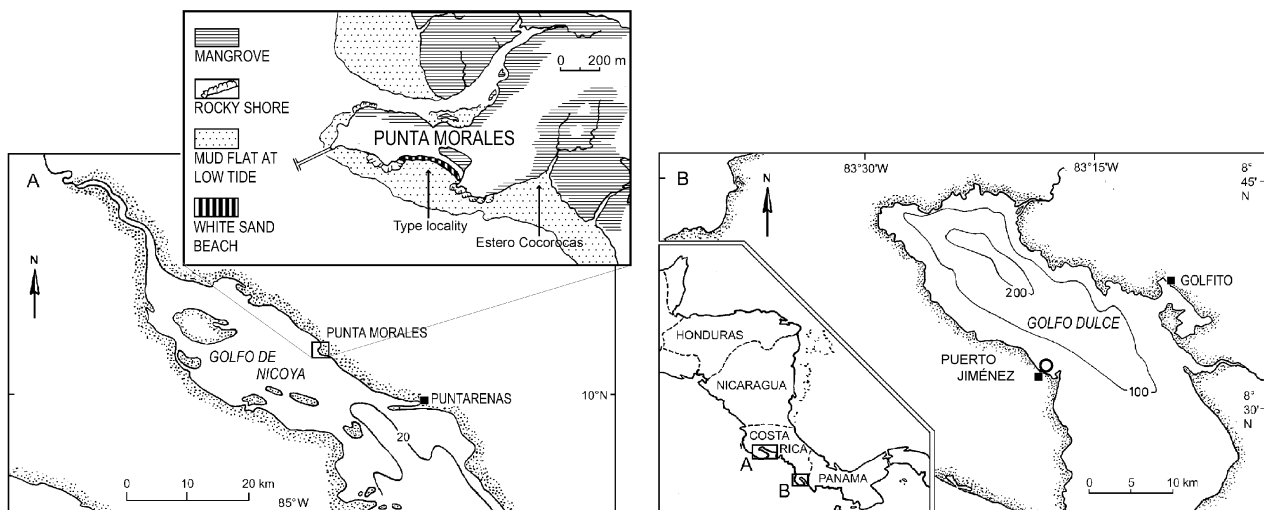 MANGROVE
ROCKY SHORE
MUD FLAT AT
LOW TIDE
WHITE SAND
BEACH
0 200 m
PUNTA MORALES
Type locality
Estero Cocorocas
A
N
PUNTA MORALES
GOLFO DE
NICOYA
PUNTARENAS
10°N
20
0 10 20 km
85°W
B
N
83°30'W
83°15'W
8°
45'
N
GOLFITO
200
GOLFO DULCE
PUERTO
JIMÉNEZ
100
8°
30'
N
HONDURAS
NICARAGUA
COSTA
RICA
A
B
PANAMA
0 5 10 km